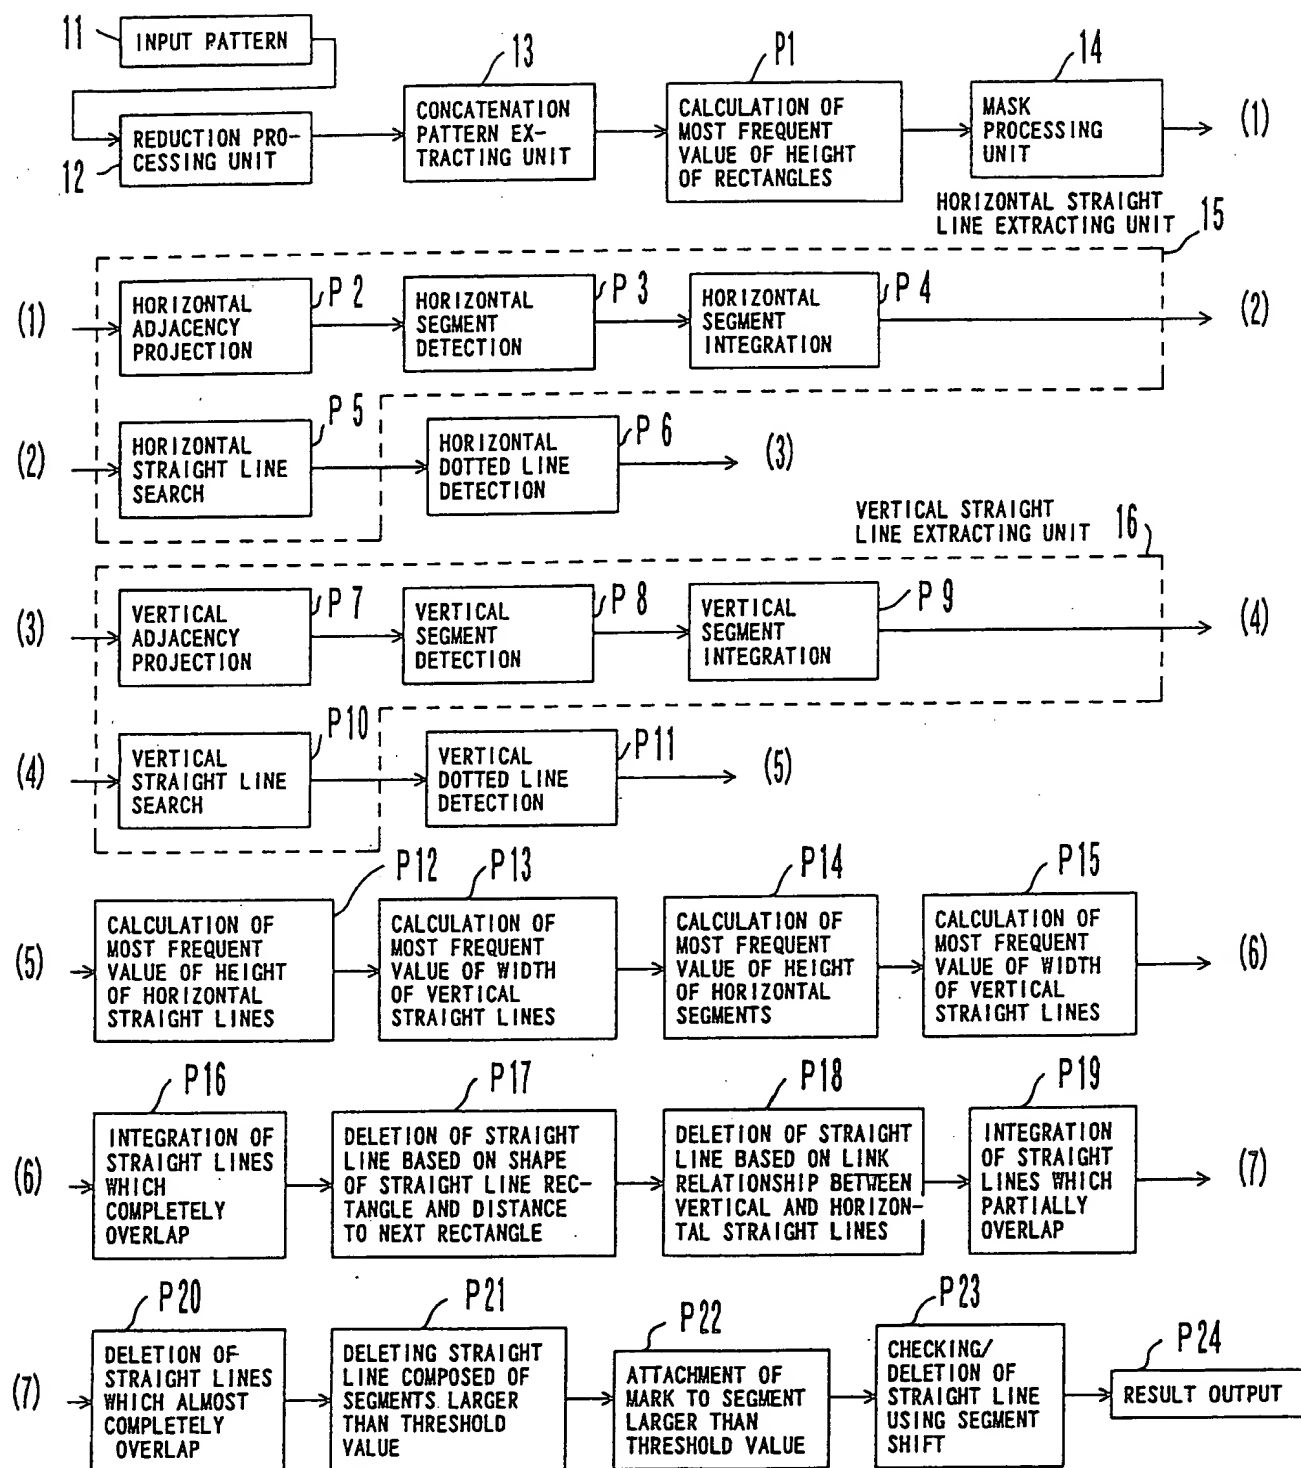 11
INPUT PATTERN
12
REDUCTION PRO-
CESSING UNIT
13
CONCATENATION
PATTERN EX-
TRACTING UNIT
P1
CALCULATION OF
MOST FREQUENT
VALUE OF HEIGHT
OF RECTANGLES
14
MASK
PROCESSING
UNIT
(1)
HORIZONTAL STRAIGHT
LINE EXTRACTING UNIT
15
(1)
HORIZONTAL
ADJACENCY
PROJECTION
P 2
HORIZONTAL
SEGMENT
DETECTION
P 3
HORIZONTAL
SEGMENT
INTEGRATION
P 4
(2)
(2)
HORIZONTAL
STRAIGHT LINE
SEARCH
P 5
HORIZONTAL
DOTTED LINE
DETECTION
P 6
(3)
VERTICAL STRAIGHT
LINE EXTRACTING UNIT
16
(3)
VERTICAL
ADJACENCY
PROJECTION
P 7
VERTICAL
SEGMENT
DETECTION
P 8
VERTICAL
SEGMENT
INTEGRATION
P 9
(4)
(4)
VERTICAL
STRAIGHT LINE
SEARCH
P10
VERTICAL
DOTTED LINE
DETECTION
P11
(5)
(5)
P12
CALCULATION OF
MOST FREQUENT
VALUE OF HEIGHT
OF HORIZONTAL
STRAIGHT LINES
P13
CALCULATION OF
MOST FREQUENT
VALUE OF WIDTH
OF VERTICAL
STRAIGHT LINES
P14
CALCULATION OF
MOST FREQUENT
VALUE OF HEIGHT
OF HORIZONTAL
SEGMENTS
P15
CALCULATION OF
MOST FREQUENT
VALUE OF WIDTH
OF VERTICAL
STRAIGHT LINES
(6)
(6)
P16
INTEGRATION OF
STRAIGHT LINES
WHICH
COMPLETELY
OVERLAP
P17
DELETION OF STRAIGHT
LINE BASED ON SHAPE
OF STRAIGHT LINE REC-
TANGLE AND DISTANCE
TO NEXT RECTANGLE
P18
DELETION OF STRAIGHT
LINE BASED ON LINK
RELATIONSHIP BETWEEN
VERTICAL AND HORIZON-
TAL STRAIGHT LINES
P19
INTEGRATION
OF STRAIGHT
LINES WHICH
PARTIALLY
OVERLAP
(7)
(7)
P20
DELETION OF
STRAIGHT LINES
WHICH ALMOST
COMPLETELY
OVERLAP
P21
DELETING STRAIGHT
LINE COMPOSED OF
SEGMENTS LARGER
THAN THRESHOLD
VALUE
P22
ATTACHMENT OF
MARK TO SEGMENT
LARGER THAN
THRESHOLD VALUE
P23
CHECKING/
DELETION OF
STRAIGHT LINE
USING SEGMENT
SHIFT
P24
RESULT OUTPUT